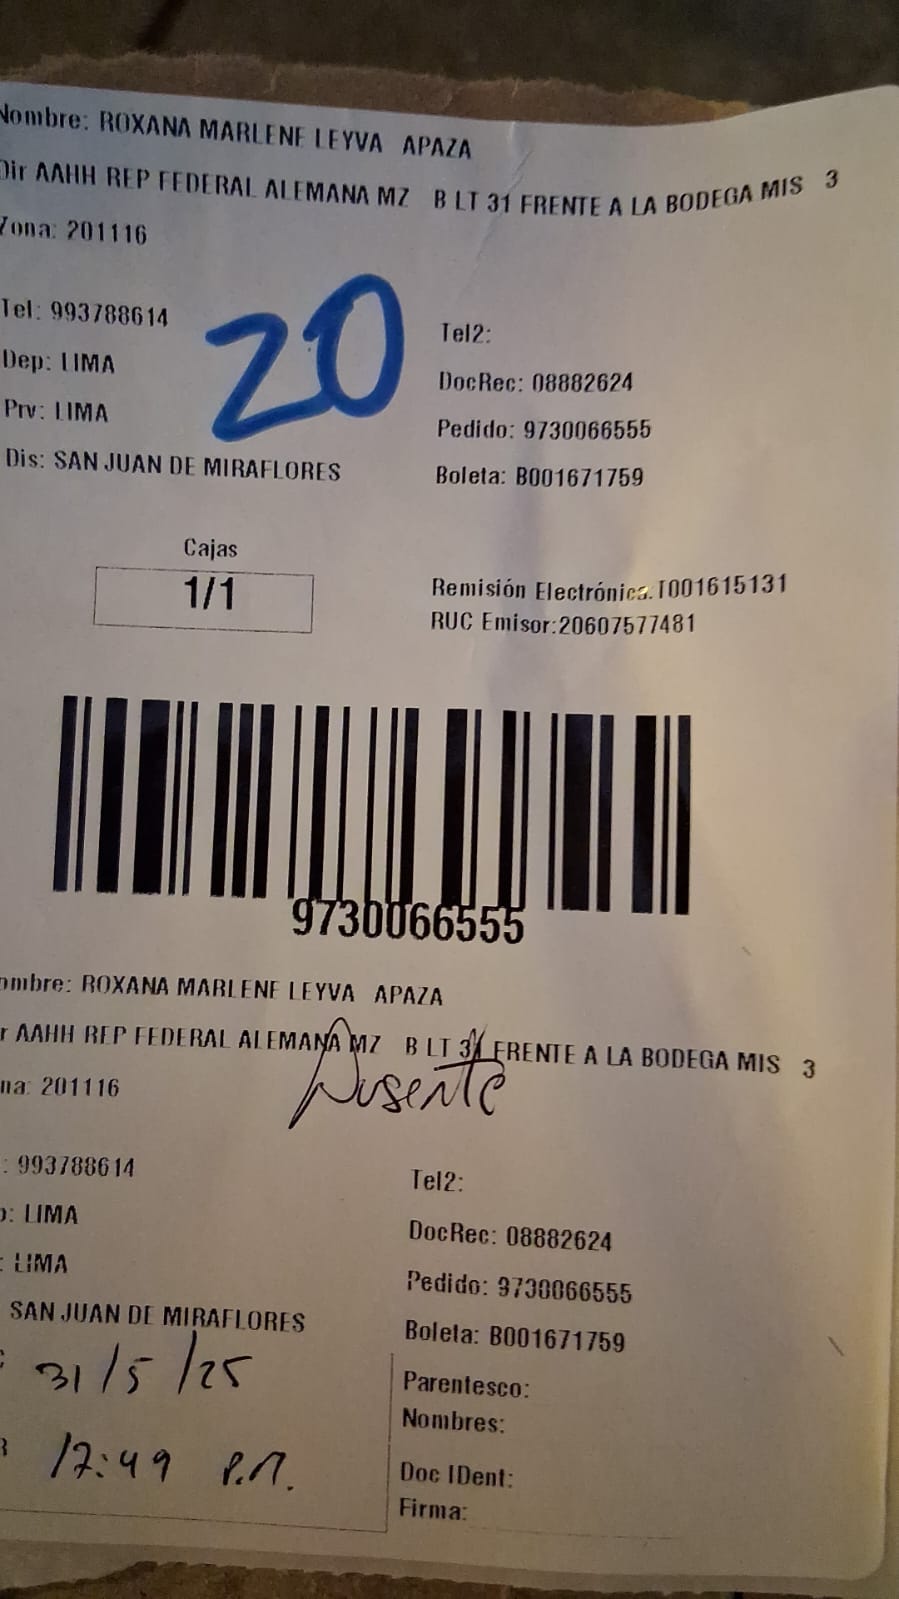 Nombre: ROXANA MARLENE LEYVA APAZA
Dir AAHH REP FEDERAL ALEMANA MZ B LT 31 FRENTE A LA BODEGA MIS 3
Zona: 201116
20
Tel: 993788614
Tel2:
Dep: LIMA
DocRec: 08882624
Prv: LIMA
Pedido: 9730066555
Dis: SAN JUAN DE MIRAFLORES
Boleta: B001671759
Cajas
1/1
Remisión Electrónica.T001615131
RUC Emisor:20607577481
9730066555
ombre: ROXANA MARLENE LEYVA APAZA
r AAHH REP FEDERAL ALEMANA MZ B LT 31 FRENTE A LA BODEGA MIS 3
Ausente
na: 201116
: 993788614
Tel2:
: LIMA
DocRec: 08882624
: LIMA
Pedido: 9730066555
SAN JUAN DE MIRAFLORES
Boleta: B001671759
31/5/25
Parentesco:
Nombres:
12:49 P.M.
Doc IDent:
Firma: